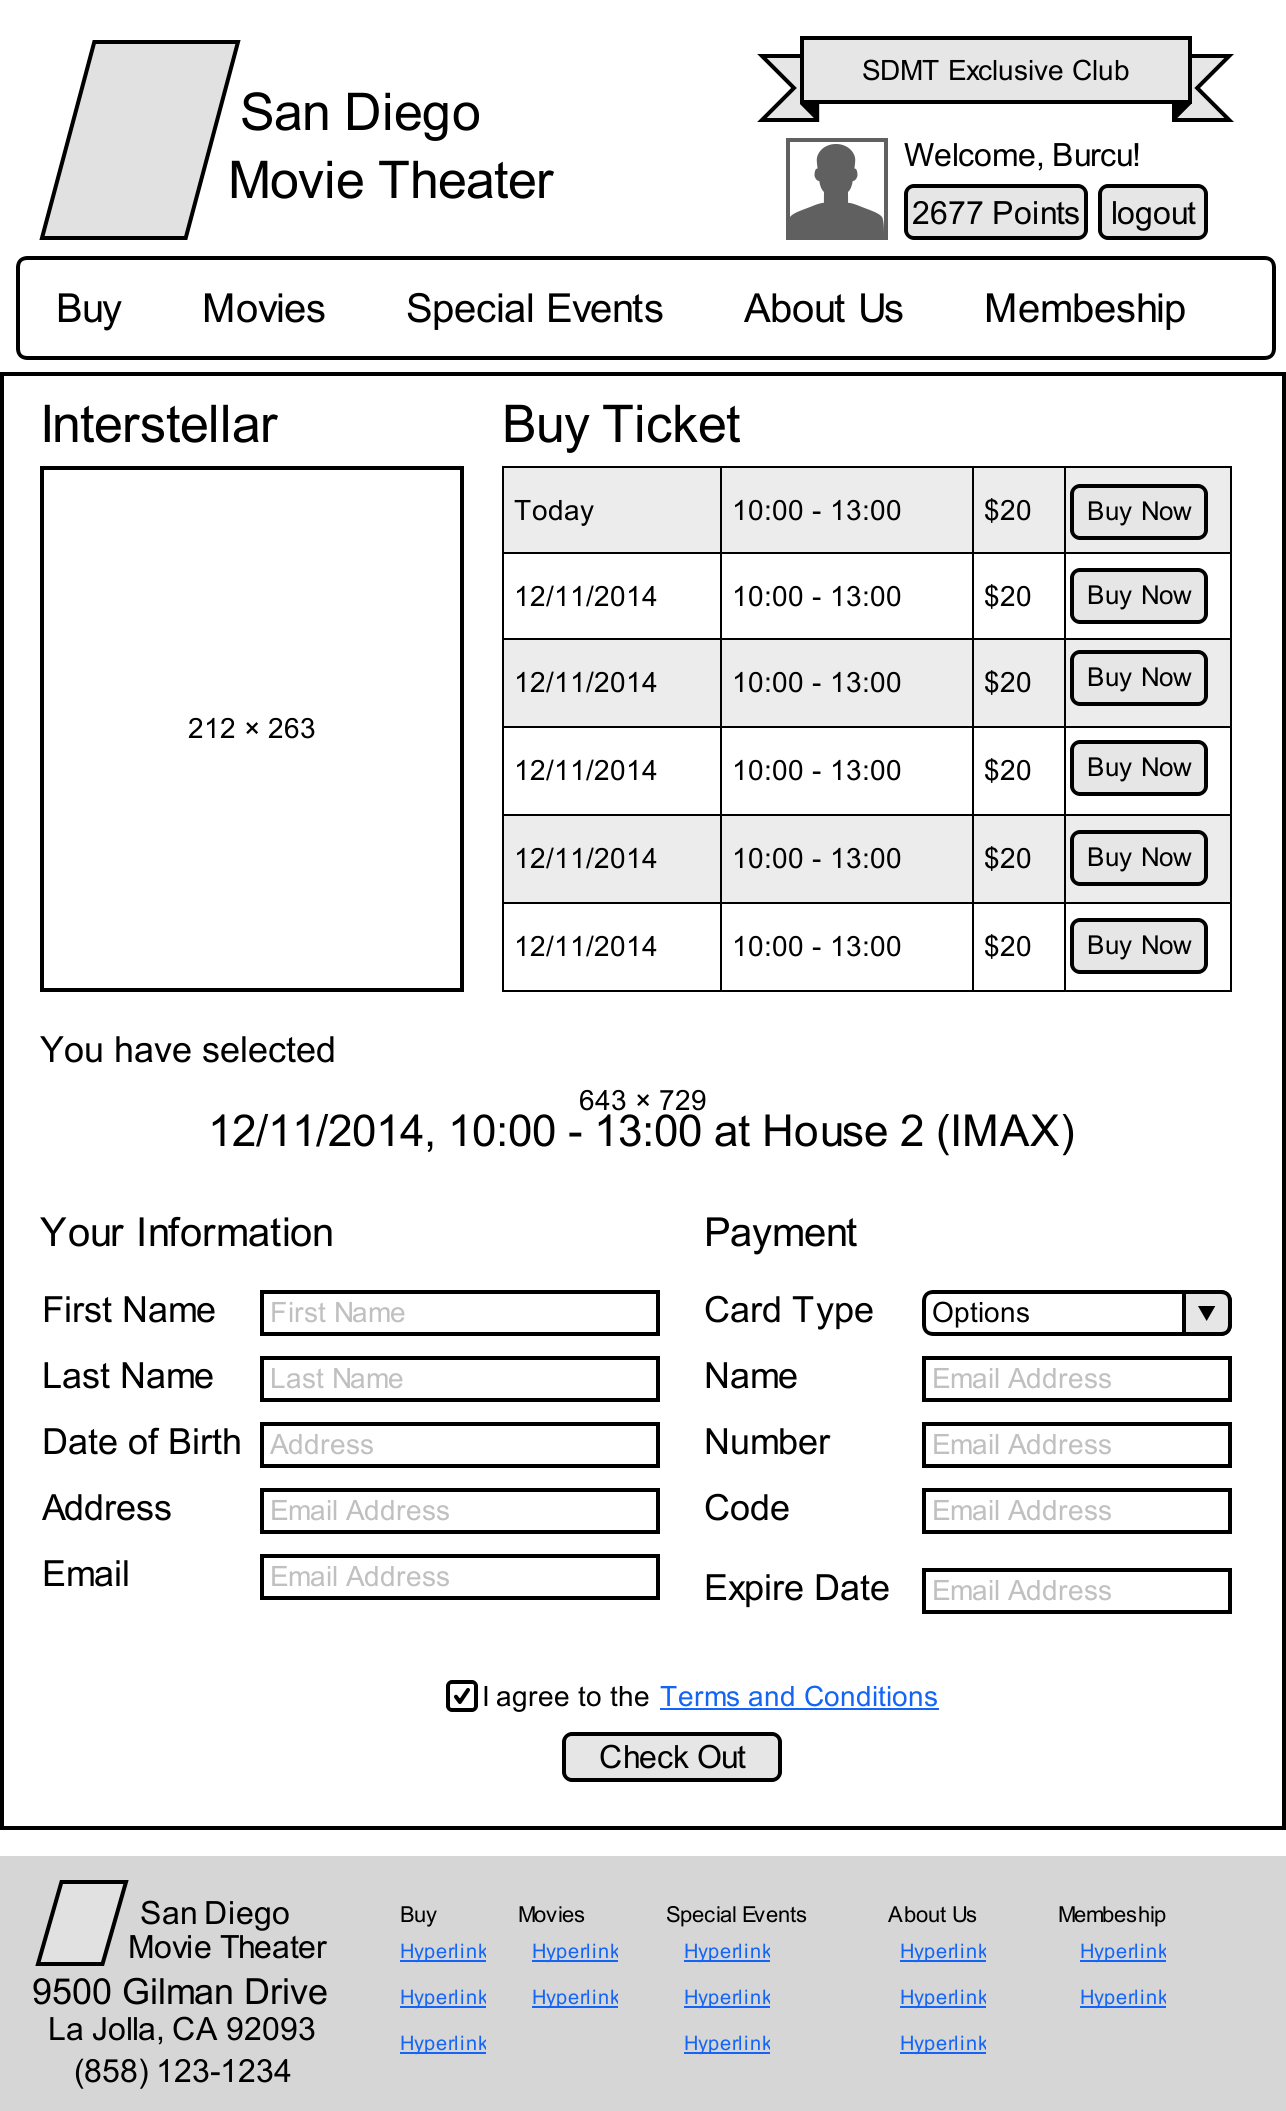 SDMT Exclusive Club
San Diego
Movie Theater
Welcome, Burcu!
2677 Points logout
Buy Movies Special Events About Us Membeship
Interstellar
212 × 263
Buy Ticket
Today 10:00 - 13:00 $20 Buy Now
12/11/2014 10:00 - 13:00 $20 Buy Now
12/11/2014 10:00 - 13:00 $20 Buy Now
12/11/2014 10:00 - 13:00 $20 Buy Now
12/11/2014 10:00 - 13:00 $20 Buy Now
12/11/2014 10:00 - 13:00 $20 Buy Now
You have selected
643 × 729
12/11/2014, 10:00 - 13:00 at House 2 (IMAX)
Your Information
First Name First Name
Last Name Last Name
Date of Birth Address
Address Email Address
Email Email Address
Payment
Card Type Options
Name Email Address
Number Email Address
Code Email Address
Expire Date Email Address
I agree to the Terms and Conditions
Check Out
San Diego
Movie Theater
9500 Gilman Drive
La Jolla, CA 92093
(858) 123-1234
Buy Movies Special Events About Us Membeship
Hyperlink Hyperlink Hyperlink Hyperlink Hyperlink
Hyperlink Hyperlink Hyperlink Hyperlink Hyperlink
Hyperlink Hyperlink Hyperlink